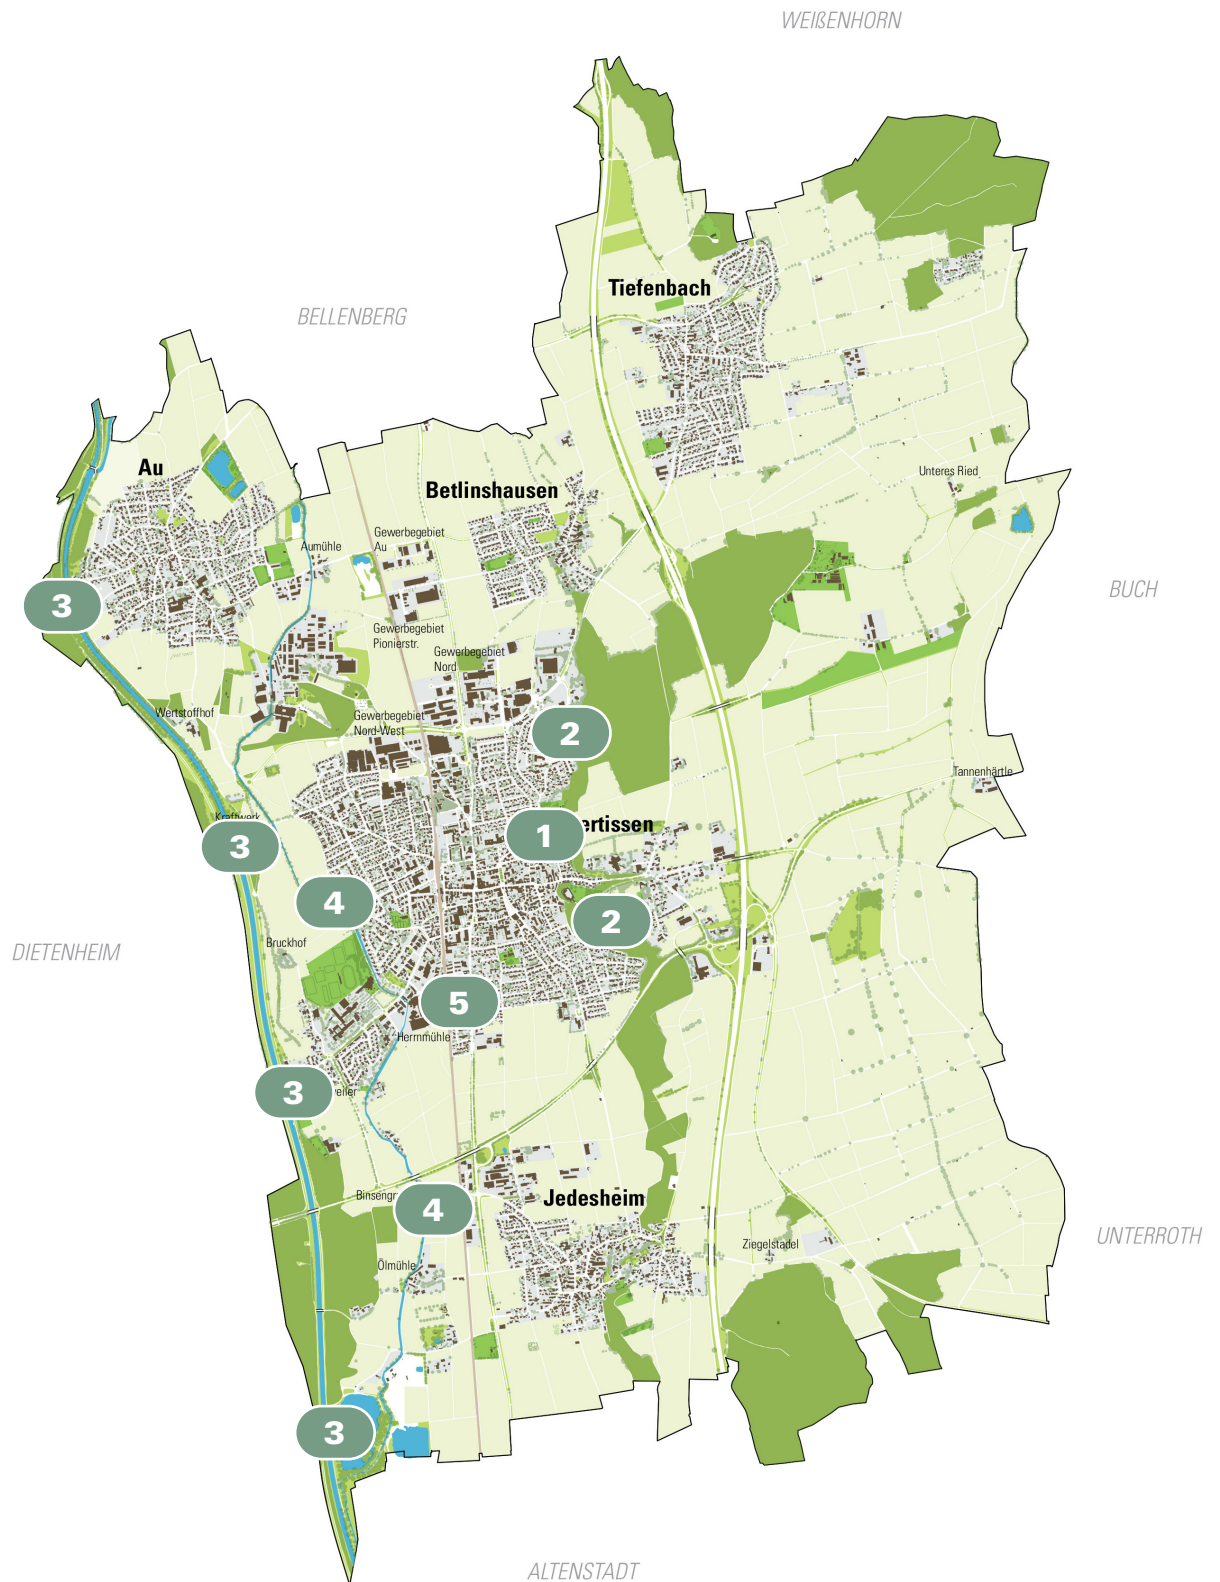 WEIßENHORN
Tiefenbach
BELLENBERG
Au
Betlinshausen
Unteres Ried
Gewerbegebiet
Au
Aumühle
BUCH
3
Gewerbegebiet
Pionierstr.
Gewerbegebiet
Nord
Wertstoffhof
Gewerbegebiet
Nord-West
2
Tannenhärtle
Kraftwerk
ertissen
1
3
4
2
Bruckhof
DIETENHEIM
5
Herrnmühle
3
eiler
Binsengr
Jedesheim
4
UNTERROTH
Ziegelstadel
Ölmühle
3
ALTENSTADT